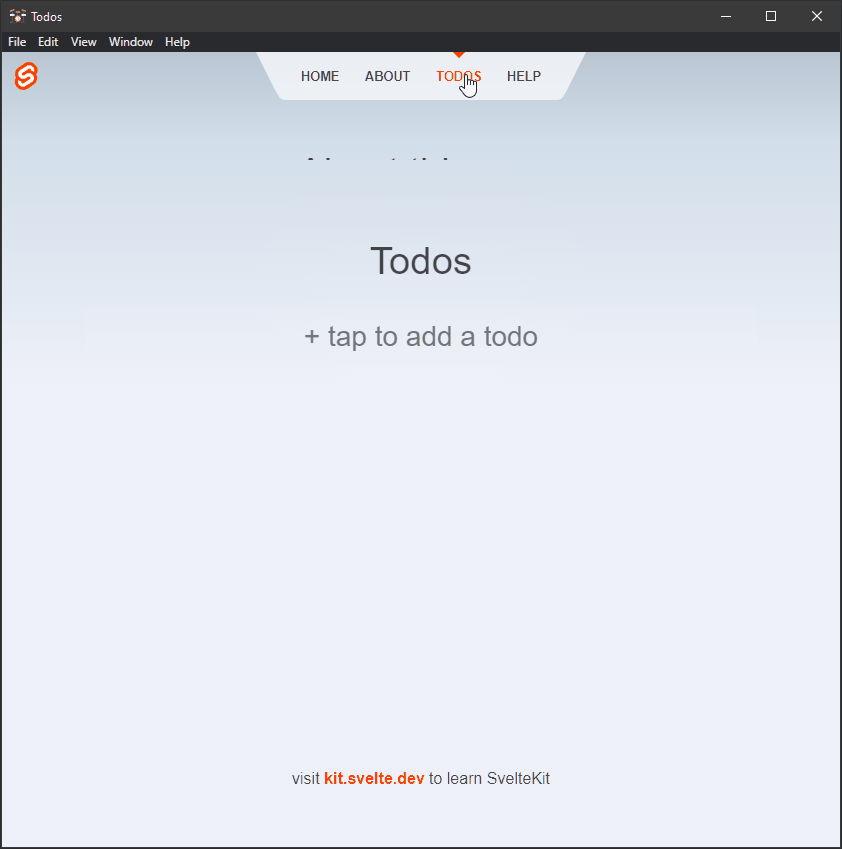 Todos
File Edit View Window Help
HOME ABOUT TODOS HELP
Todos
+ tap to add a todo
visit kit.svelte.dev to learn SvelteKit